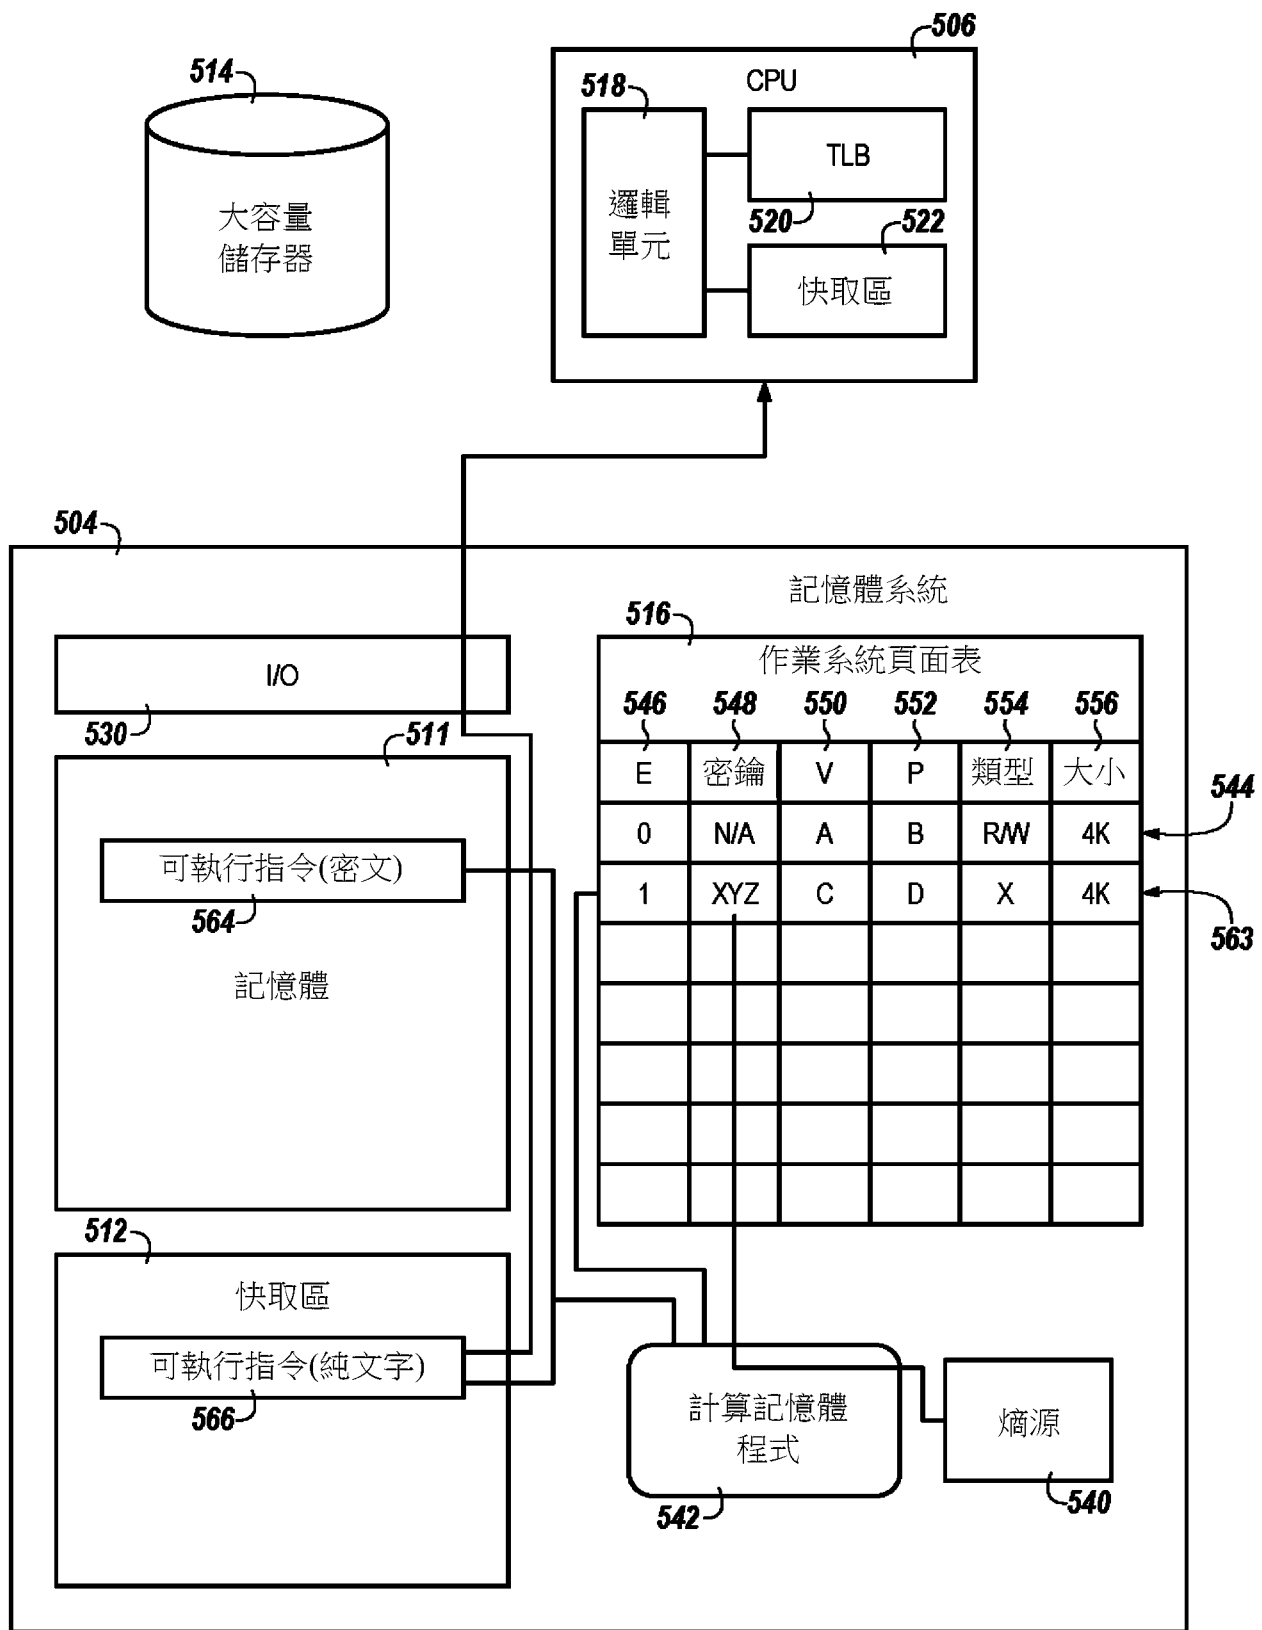 506
514
CPU
518
TLB
大容量
儲存器
邏輯
單元
520
522
快取區
504
記憶體系統
516
I/O
作業系統頁面表
546 548 550 552 554 556
530
511
E 密鑰 V P 類型 大小
544
0 N/A A B R/W 4K
可執行指令(密文)
1 XYZ C D X 4K
564
563
記憶體
512
快取區
可執行指令(純文字)
566
計算記憶體
程式
熵源
542
540